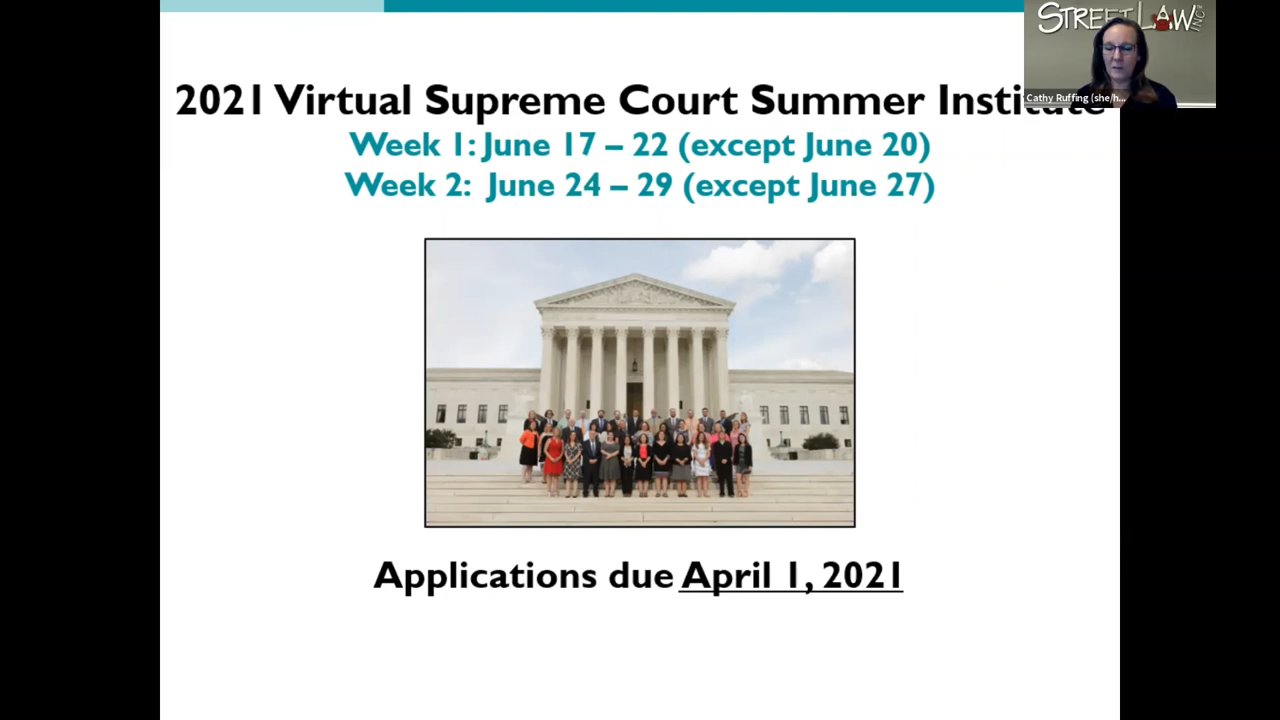 2021 Virtual Supreme Court Summer Institute
Week 1: June 17 – 22 (except June 20)
Week 2: June 24 – 29 (except June 27)
Applications due April 1, 2021
STREET LAW INC
Cathy Ruffing (she/h...